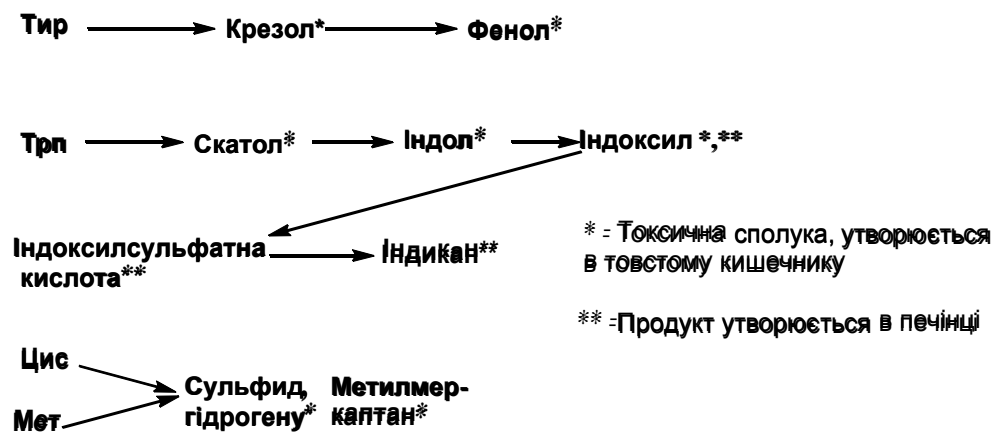 Тир Крезол* Фенол*
Трп Скатол* Індол* Індоксил *,**
Індоксилсульфатна
кислота** Індикан**
* - Токсична сполука, утворюється
в товстому кишечнику
** - Продукт утворюється в печінці
Цис
Мет
Сульфид, Метилмер-
гідрогену* каптан*